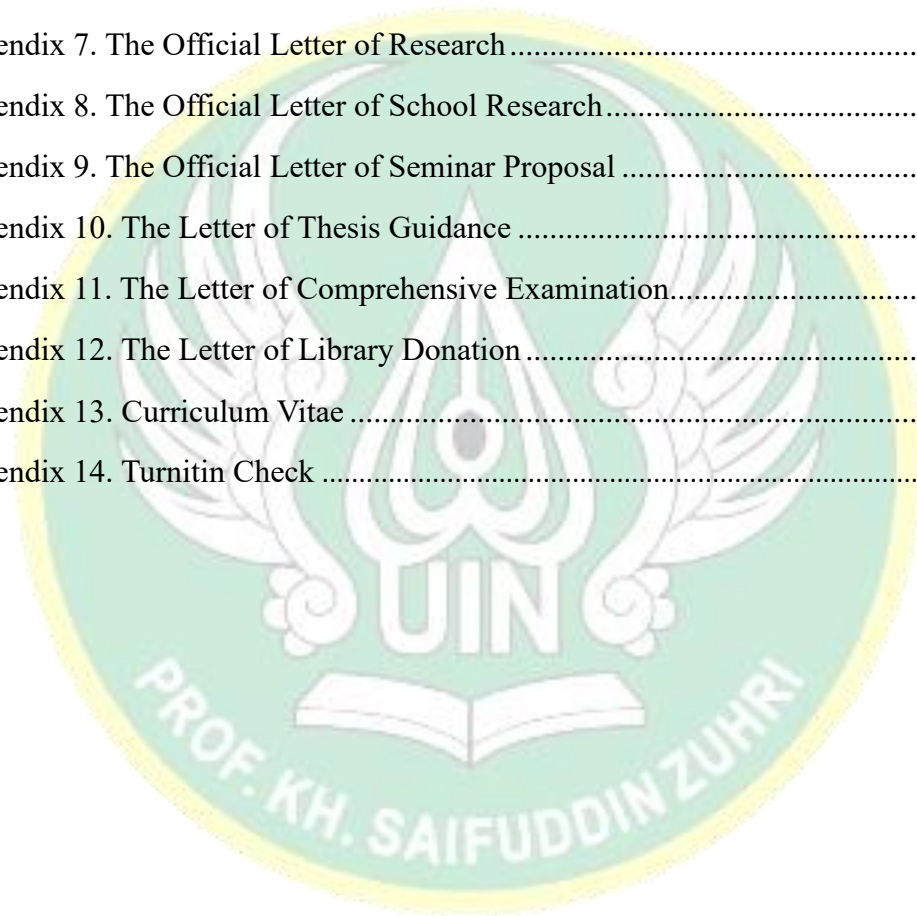 endix 7. The Official Letter of Research
endix 8. The Official Letter of School Research
endix 9. The Official Letter of Seminar Proposal
endix 10. The Letter of Thesis Guidance
endix 11. The Letter of Comprehensive Examination
endix 12. The Letter of Library Donation
endix 13. Curriculum Vitae
endix 14. Turnitin Check
UIN
PROF. KH. SAIFUDDIN ZUHRI